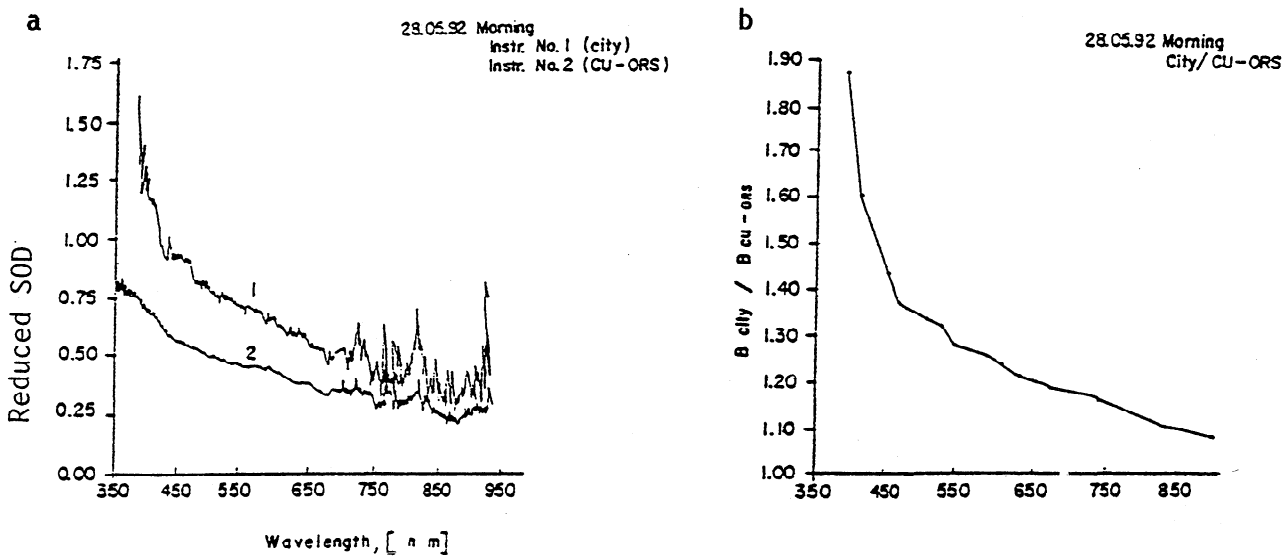 a
28.05.92 Morning
Instr. No.1 (city)
Instr. No.2 (CU-ORS)
Reduced SOD
1.75
1.50
1.25
1.00
0.75
0.50
0.25
0.00
1
2
350 450 550 650 750 850 950
Wavelength, [nm]
b
28.05.92 Morning
City/CU-ORS
B city / B cu-ORS
1.90
1.80
1.70
1.60
1.50
1.40
1.30
1.20
1.10
1.00
350 450 550 650 750 850